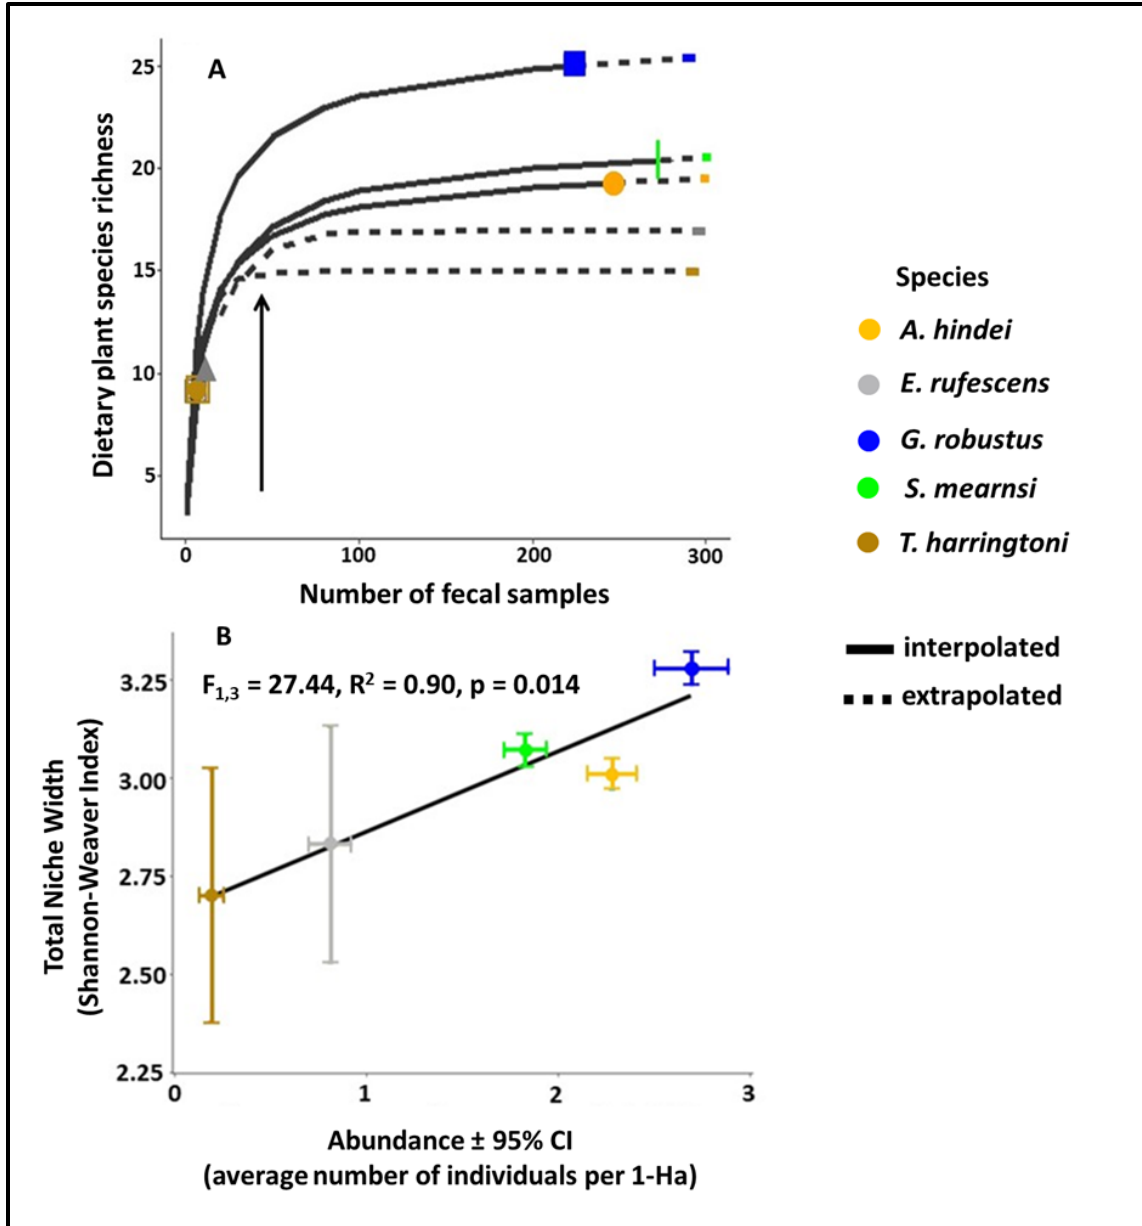 A
25
20
15
10
5
Dietary plant species richness
0 100 200 300
Number of fecal samples
Species
A. hindei
E. rufescens
G. robustus
S. mearnsi
T. harringtoni
interpolated
extrapolated
B
F1,3 = 27.44, R² = 0.90, p = 0.014
3.25
3.00
2.75
2.50
2.25
Total Niche Width
(Shannon-Weaver Index)
0 1 2 3
Abundance ± 95% CI
(average number of individuals per 1-Ha)